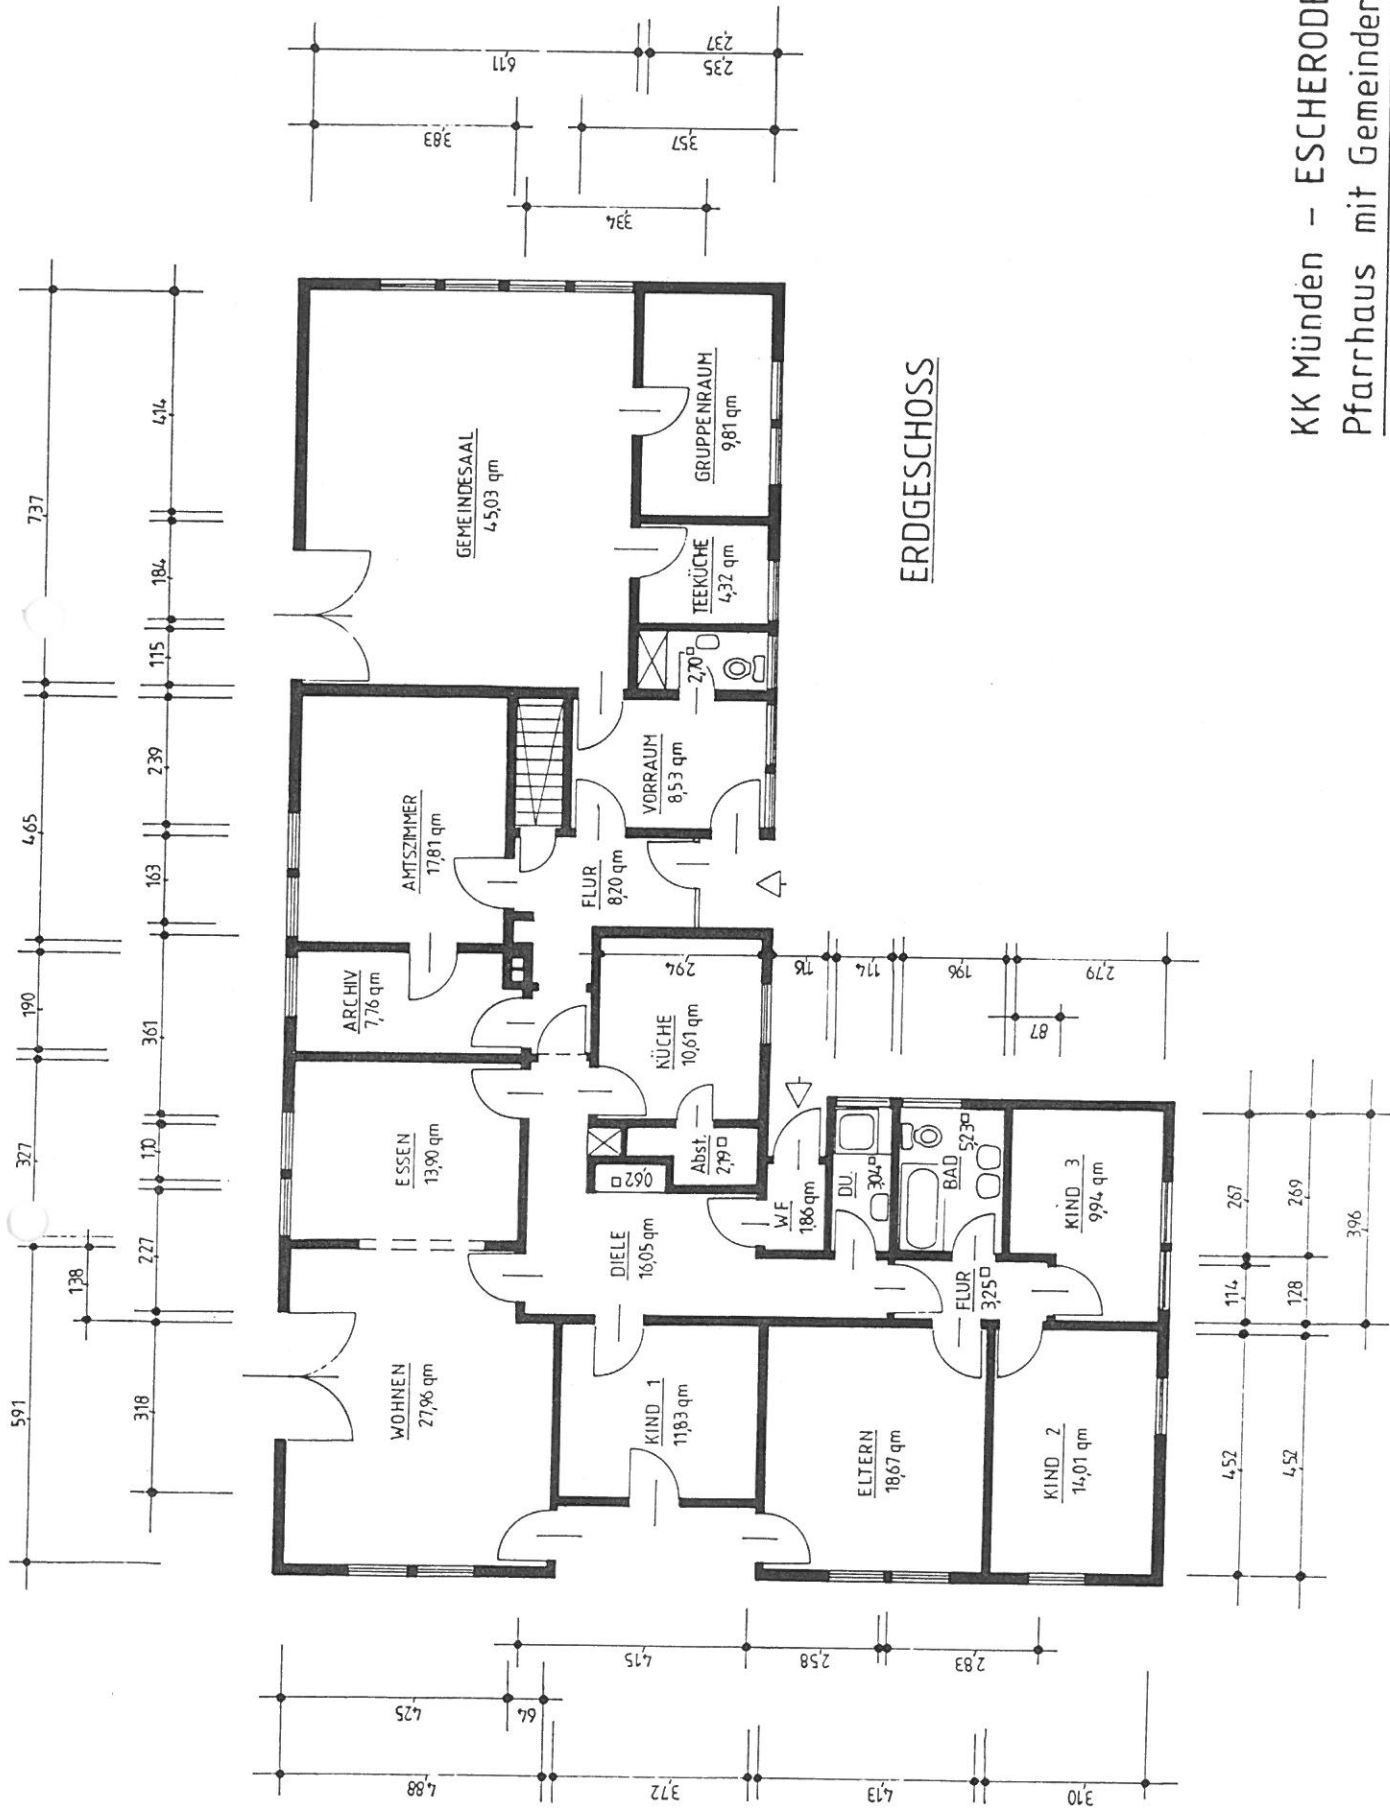 KK Münden - ESCHERODE
Pfarrhaus mit Gemeinder
ERDGESCHOSS
GEMEINDESAAL
45,03 qm
GRUPPENRAUM
9,81 qm
TEEKÜCHE
4,32 qm
2,70
AMTSZIMMER
17,81 qm
VORRAUM
8,53 qm
FLUR
8,20 qm
ARCHIV
7,76 qm
KÜCHE
10,61 qm
ESSEN
13,90 qm
Abst.
2,19
0,62
DIELE
16,05 qm
W F
1,86 qm
DU.
3,04
BAD
5,23
KIND 3
9,94 qm
FLUR
3,25
WOHNEN
27,96 qm
KIND 1
11,83 qm
ELTERN
18,67 qm
KIND 2
14,01 qm
5,91
3,27
1,90
4,65
7,37
1,38
3,18
2,27
1,10
3,61
1,63
2,39
1,15
1,84
4,14
6,11
2,37
2,35
3,83
3,57
3,34
2,94
1,16
1,14
1,96
2,79
87
4,52
1,14
2,67
4,52
1,28
2,69
3,96
4,15
2,58
2,83
4,25
64
4,88
3,72
4,13
3,10